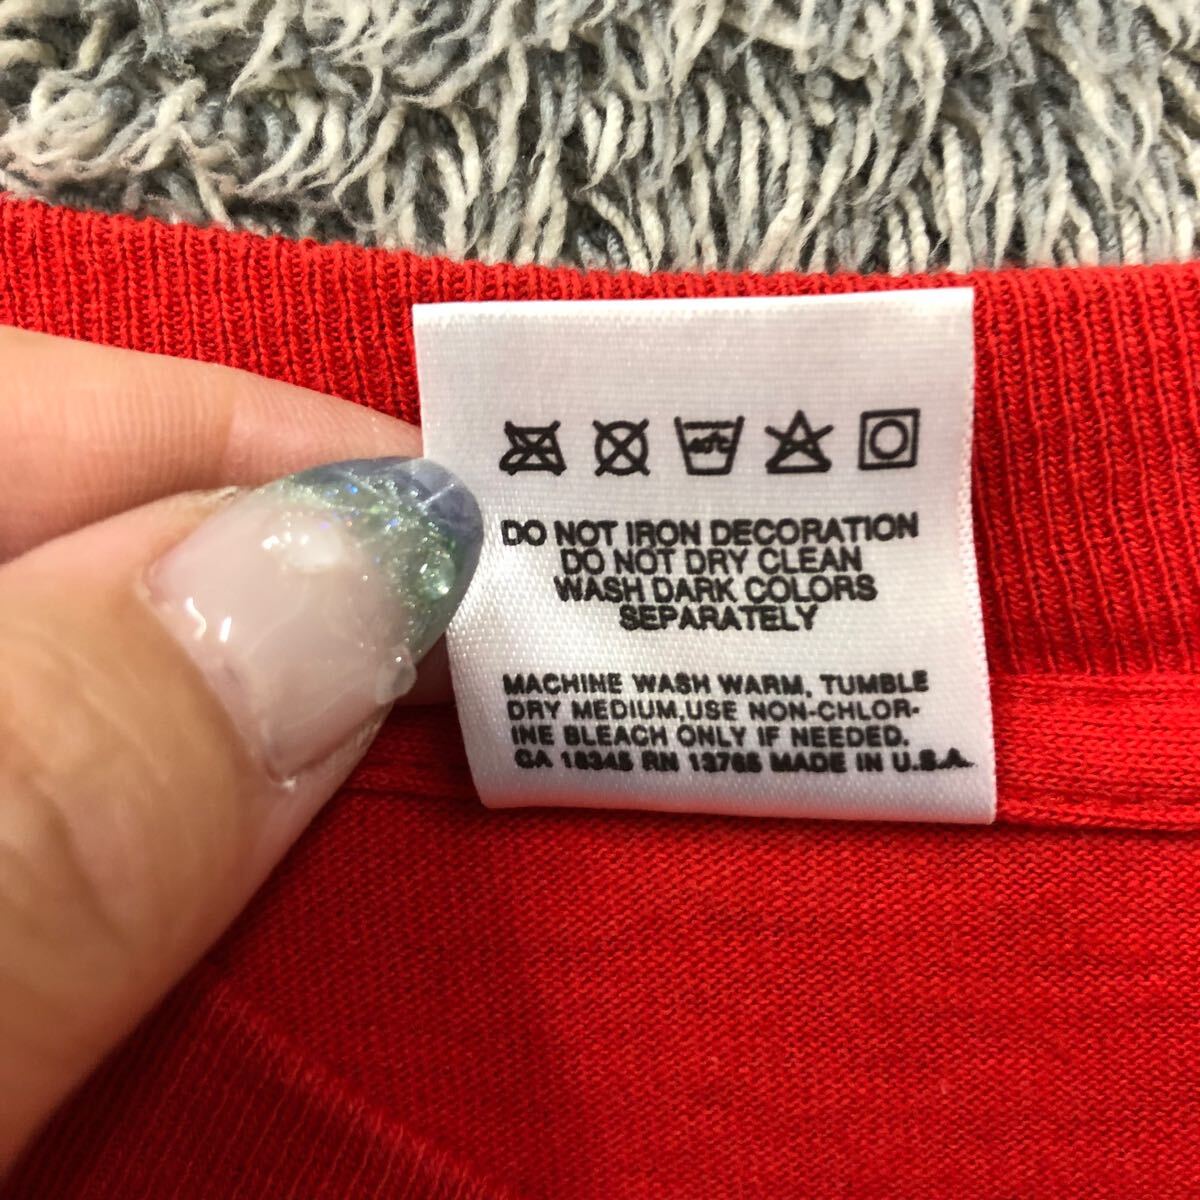 40°C
DO NOT IRON DECORATION
DO NOT DRY CLEAN
WASH DARK COLORS
SEPARATELY
MACHINE WASH WARM, TUMBLE
DRY MEDIUM,USE NON-CHLOR-
INE BLEACH ONLY IF NEEDED.
CA 18345 RN 13765 MADE IN U.S.A.